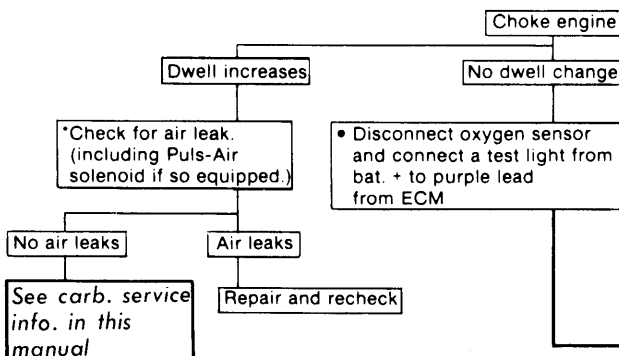 Choke engine
Dwell increases
No dwell change
*Check for air leak.
(including Puls-Air
solenoid if so equipped.)
• Disconnect oxygen sensor
and connect a test light from
bat. + to purple lead
from ECM
No air leaks
Air leaks
See carb. service
info. in this
manual
Repair and recheck